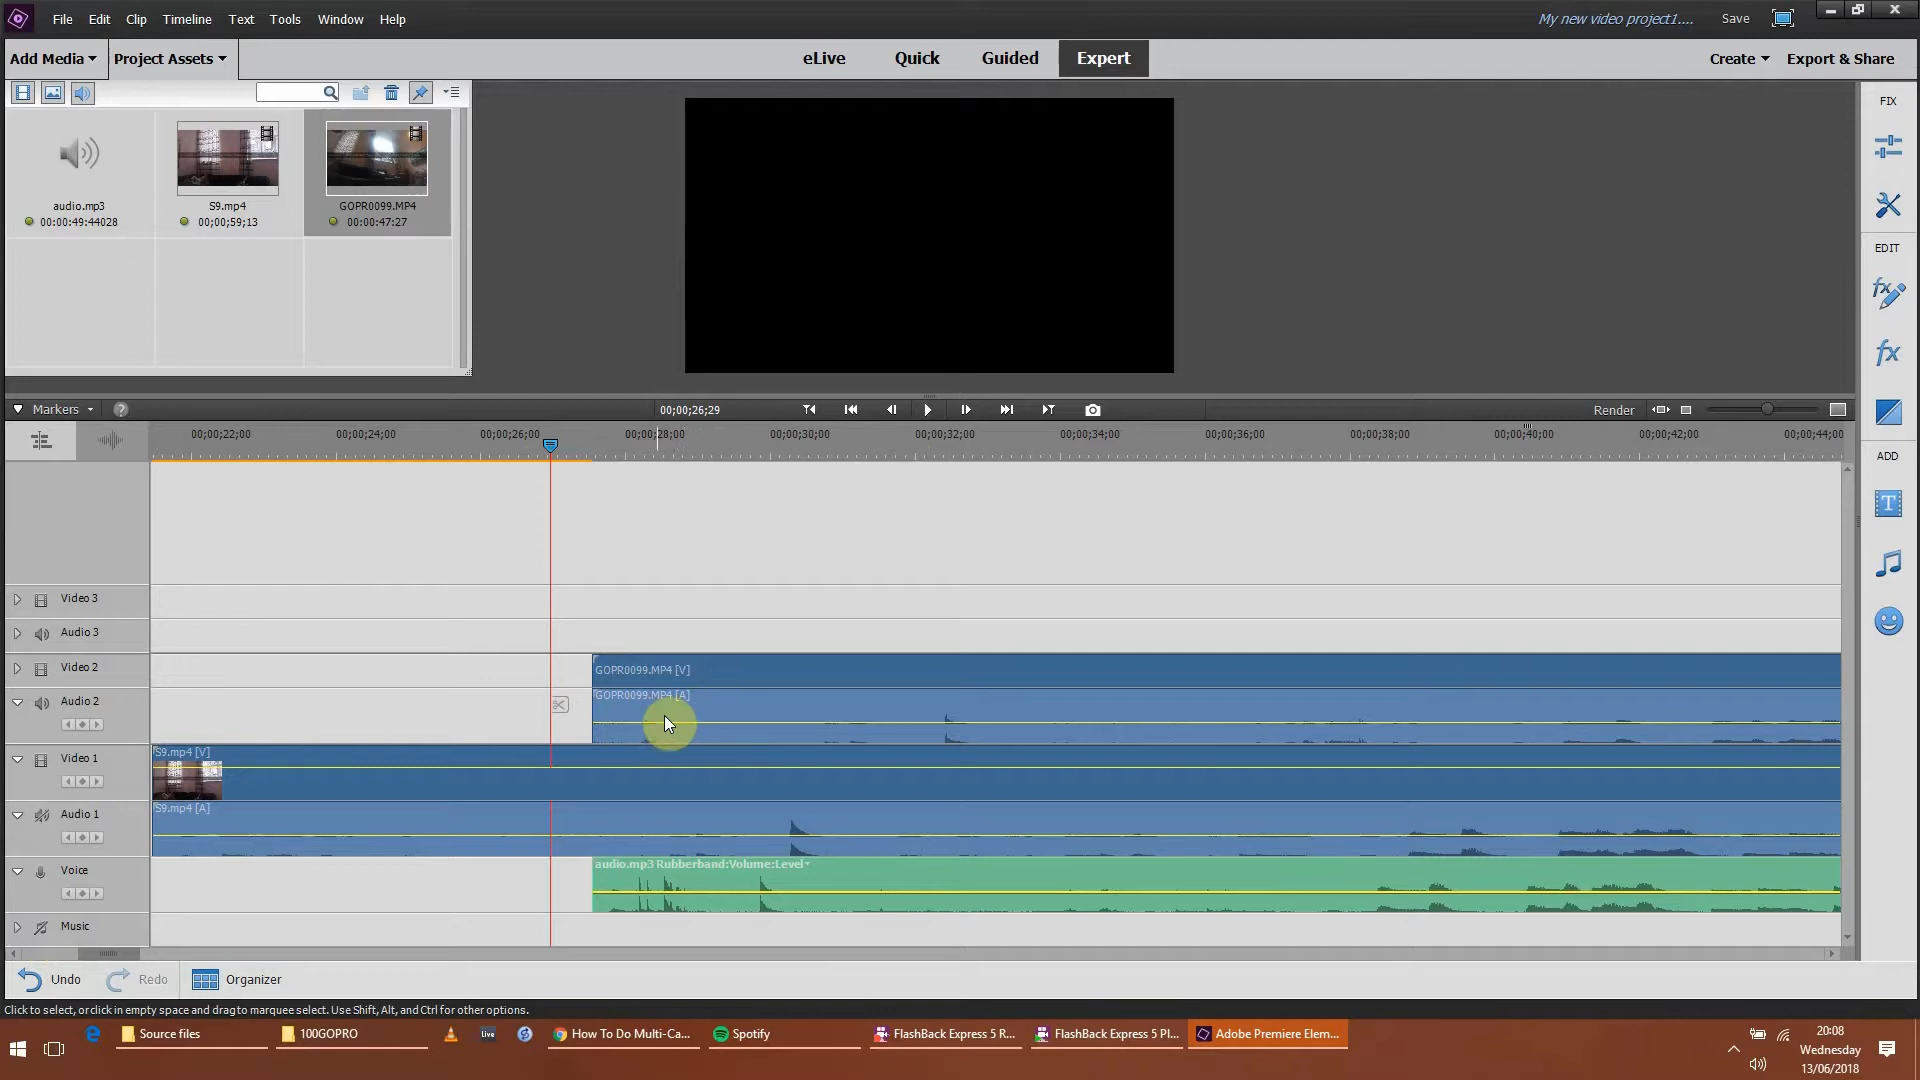 File Edit Clip Timeline Text Tools Window Help
My new video project1.... Save
Add Media Project Assets
eLive Quick Guided Expert
Create Export & Share
FIX
audio.mp3
00:00:49:44028
S9.mp4
00;00;59;13
GOPR0099.MP4
00:00:47:27
EDIT
Markers
00;00;26;29
Render
00;00;22;00 00;00;24;00 00;00;26;00 00;00;28;00 00;00;30;00 00;00;32;00 00;00;34;00 00;00;36;00 00;00;38;00 00;00;40;00 00;00;42;00 00;00;44;00
ADD
Video 3
Audio 3
Video 2
GOPR0099.MP4 [V]
Audio 2
GOPR0099.MP4 [A]
Video 1
S9.mp4 [V]
Audio 1
S9.mp4 [A]
Voice
audio.mp3 Rubberband:Volume:Level
Music
Undo Redo Organizer
Click to select, or click in empty space and drag to marquee select. Use Shift, Alt, and Ctrl for other options.
Source files 100GOPRO Live How To Do Multi-Ca... Spotify FlashBack Express 5 R... FlashBack Express 5 Pl... Adobe Premiere Elem...
20:08
Wednesday
13/06/2018